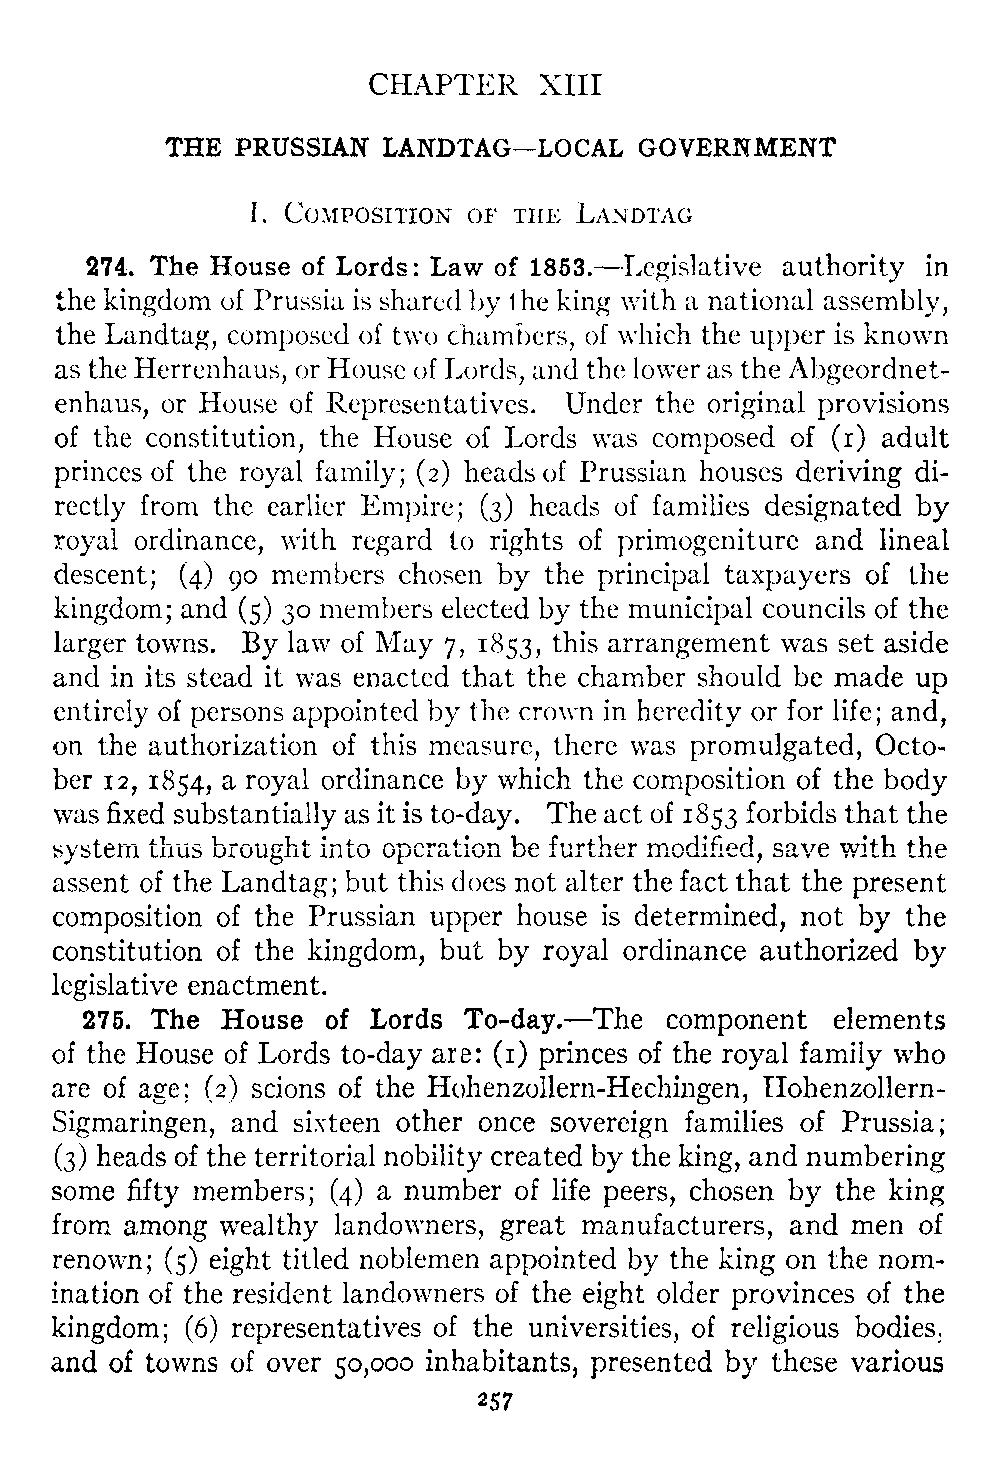 CHAPTER XIII
THE PRUSSIAN LANDTAG—LOCAL GOVERNMENT
I. Composition of the Landtag
274. The House of Lords: Law of 1853.—Legislative authority in
the kingdom of Prussia is shared by the king with a national assembly,
the Landtag, composed of two chambers, of which the upper is known
as the Herrenhaus, or House of Lords, and the lower as the Abgeordnet-
enhaus, or House of Representatives. Under the original provisions
of the constitution, the House of Lords was composed of (1) adult
princes of the royal family; (2) heads of Prussian houses deriving di-
rectly from the earlier Empire; (3) heads of families designated by
royal ordinance, with regard to rights of primogeniture and lineal
descent; (4) 90 members chosen by the principal taxpayers of the
kingdom; and (5) 30 members elected by the municipal councils of the
larger towns. By law of May 7, 1853, this arrangement was set aside
and in its stead it was enacted that the chamber should be made up
entirely of persons appointed by the crown in heredity or for life; and,
on the authorization of this measure, there was promulgated, Octo-
ber 12, 1854, a royal ordinance by which the composition of the body
was fixed substantially as it is to-day. The act of 1853 forbids that the
system thus brought into operation be further modified, save with the
assent of the Landtag; but this does not alter the fact that the present
composition of the Prussian upper house is determined, not by the
constitution of the kingdom, but by royal ordinance authorized by
legislative enactment.
275. The House of Lords To-day.—The component elements
of the House of Lords to-day are: (1) princes of the royal family who
are of age; (2) scions of the Hohenzollern-Hechingen, Hohenzollern-
Sigmaringen, and sixteen other once sovereign families of Prussia;
(3) heads of the territorial nobility created by the king, and numbering
some fifty members; (4) a number of life peers, chosen by the king
from among wealthy landowners, great manufacturers, and men of
renown; (5) eight titled noblemen appointed by the king on the nom-
ination of the resident landowners of the eight older provinces of the
kingdom; (6) representatives of the universities, of religious bodies,
and of towns of over 50,000 inhabitants, presented by these various
257